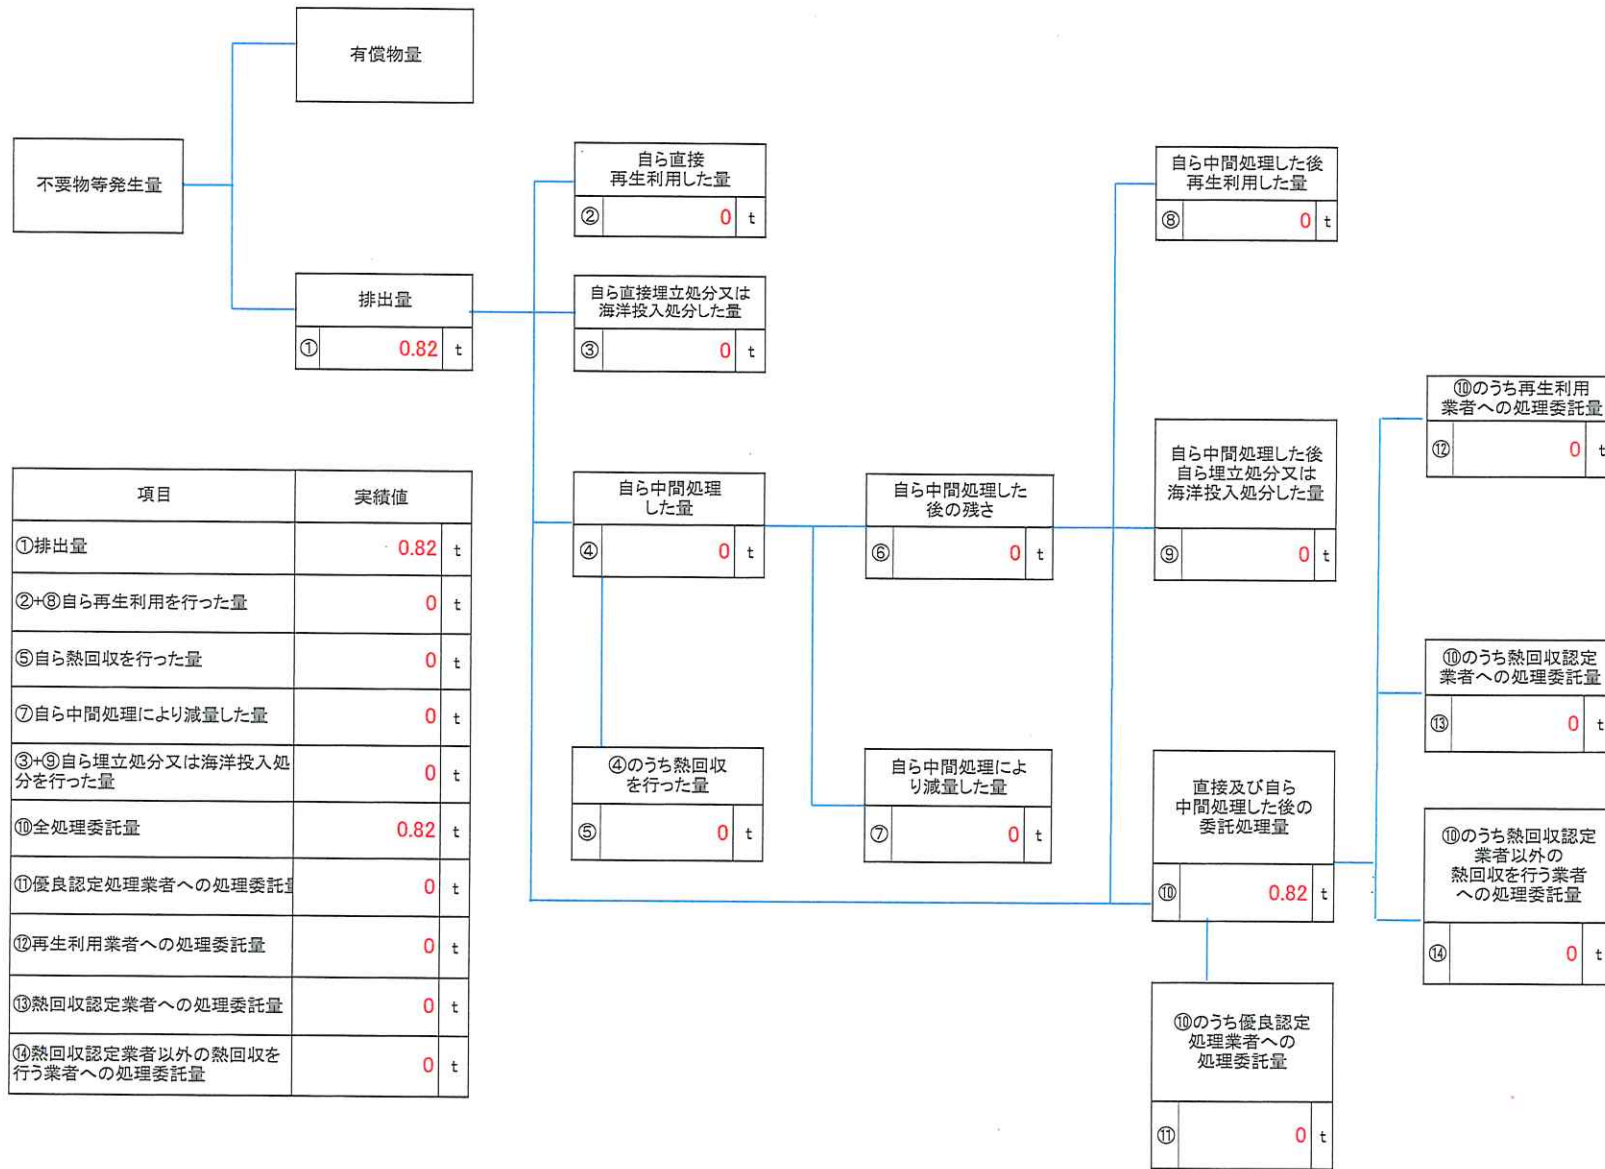 有償物量
不要物等発生量
排出量
① 0.82 t
自ら直接
再生利用した量
② 0 t
自ら直接埋立処分又は
海洋投入処分した量
③ 0 t
自ら中間処理
した量
④ 0 t
④のうち熱回収
を行った量
⑤ 0 t
自ら中間処理した
後の残さ
⑥ 0 t
自ら中間処理によ
り減量した量
⑦ 0 t
自ら中間処理した後
再生利用した量
⑧ 0 t
自ら中間処理した後
自ら埋立処分又は
海洋投入処分した量
⑨ 0 t
直接及び自ら
中間処理した後の
委託処理量
⑩ 0.82 t
⑩のうち優良認定
処理業者への
処理委託量
⑪ 0 t
⑩のうち再生利用
業者への処理委託量
⑫ 0 t
⑩のうち熱回収認定
業者への処理委託量
⑬ 0 t
⑩のうち熱回収認定
業者以外の
熱回収を行う業者
への処理委託量
⑭ 0 t
項目 実績値
①排出量 0.82 t
②+⑧自ら再生利用を行った量 0 t
⑤自ら熱回収を行った量 0 t
⑦自ら中間処理により減量した量 0 t
③+⑨自ら埋立処分又は海洋投入処
分を行った量 0 t
⑩全処理委託量 0.82 t
⑪優良認定処理業者への処理委託 0 t
⑫再生利用業者への処理委託量 0 t
⑬熱回収認定業者への処理委託量 0 t
⑭熱回収認定業者以外の熱回収を
行う業者への処理委託量 0 t